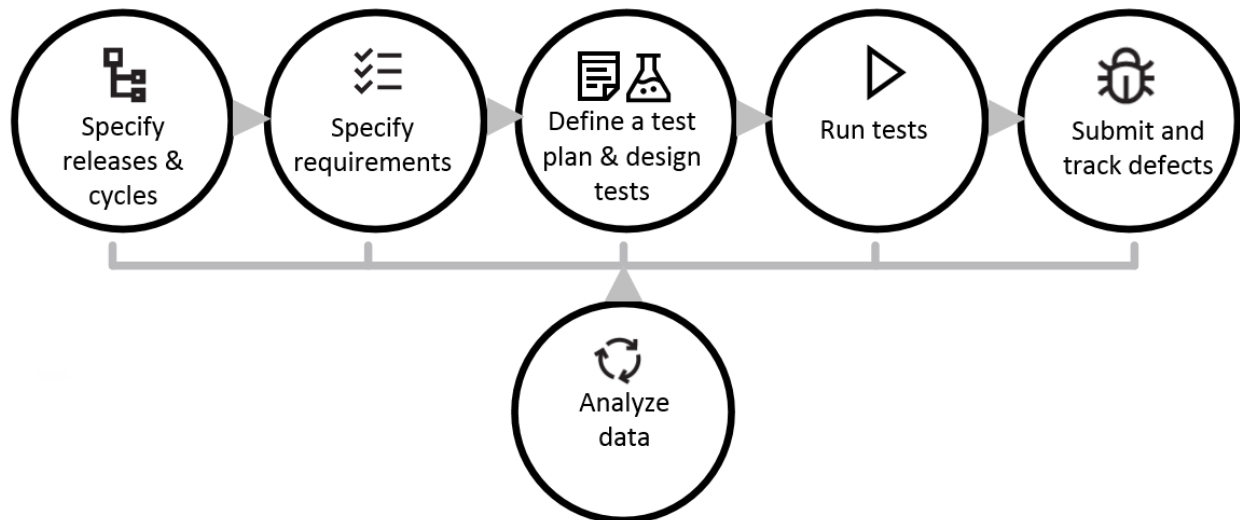 Specify
releases &
cycles
Specify
requirements
Define a test
plan & design
tests
Run tests
Submit and
track defects
Analyze
data